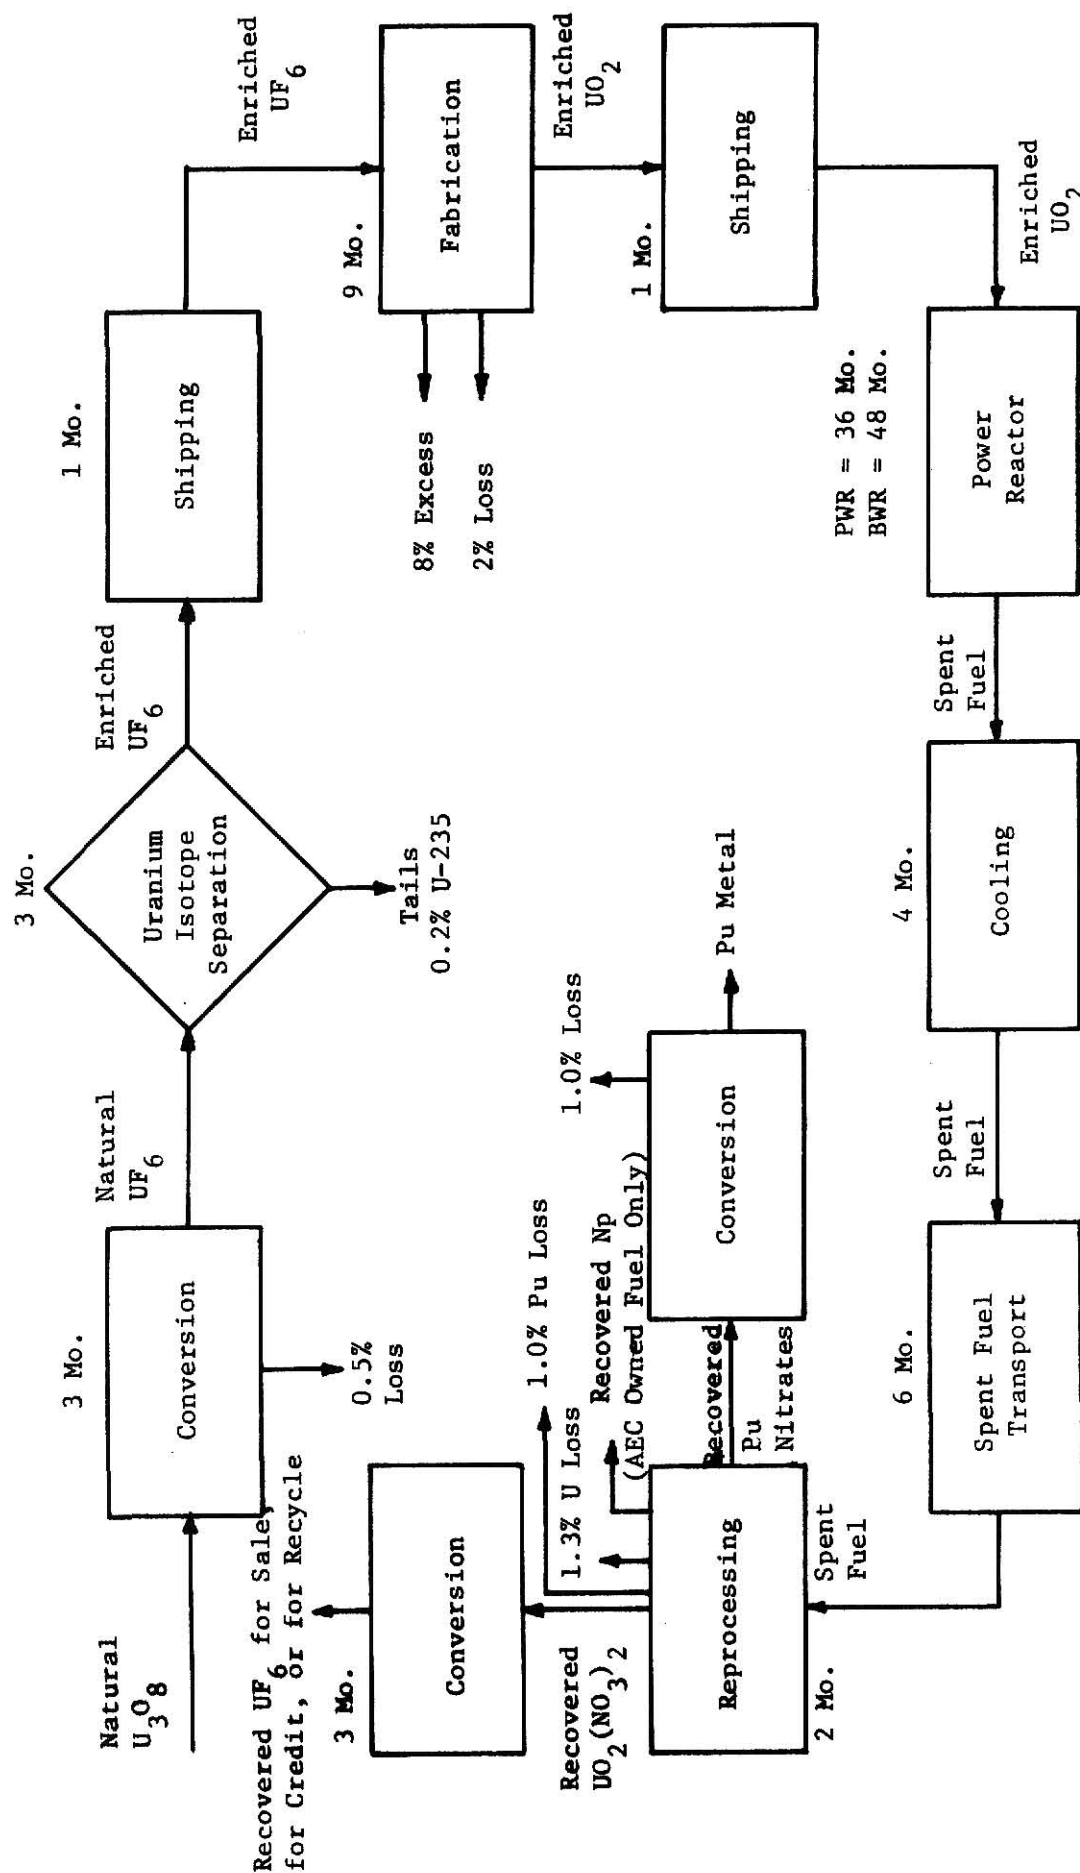 Natural
U3O8
3 Mo.
Conversion
0.5%
Loss
Natural
UF6
3 Mo.
Uranium
Isotope
Separation
Tails
0.2% U-235
Enriched
UF6
1 Mo.
Shipping
Enriched
UF6
9 Mo.
Fabrication
8% Excess
2% Loss
Enriched
UO2
1 Mo.
Shipping
Enriched
UO2
PWR = 36 Mo.
BWR = 48 Mo.
Power
Reactor
Spent
Fuel
4 Mo.
Cooling
Spent
Fuel
6 Mo.
Spent Fuel
Transport
Spent
Fuel
2 Mo.
Reprocessing
1.3% U Loss
1.0% Pu Loss
Recovered Np
(AEC Owned Fuel Only)
Recovered
Pu
Nitrates
Conversion
1.0% Loss
Pu Metal
Recovered
UO2(NO3)2
3 Mo.
Conversion
Recovered UF6 for Sale,
for Credit, or for Recycle